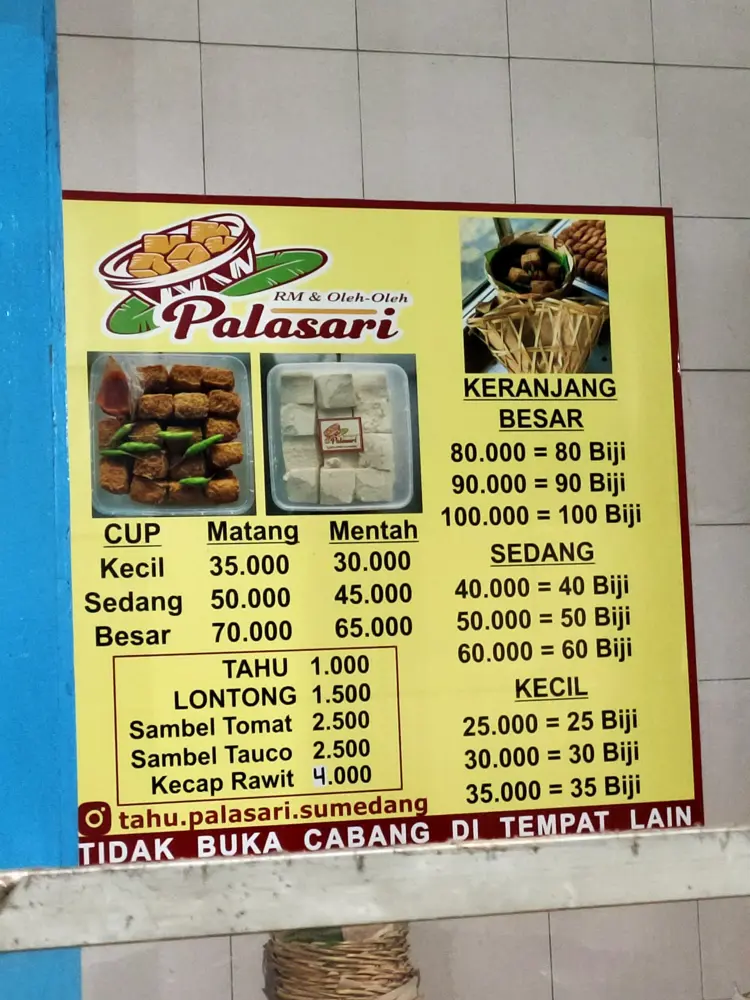 RM & Oleh-Oleh
Palasari
Palasari
CUP Matang Mentah
Kecil 35.000 30.000
Sedang 50.000 45.000
Besar 70.000 65.000
TAHU 1.000
LONTONG 1.500
Sambel Tomat 2.500
Sambel Tauco 2.500
Kecap Rawit 4.000
tahu.palasari.sumedang
KERANJANG
BESAR
80.000 = 80 Biji
90.000 = 90 Biji
100.000 = 100 Biji
SEDANG
40.000 = 40 Biji
50.000 = 50 Biji
60.000 = 60 Biji
KECIL
25.000 = 25 Biji
30.000 = 30 Biji
35.000 = 35 Biji
TIDAK BUKA CABANG DI TEMPAT LAIN